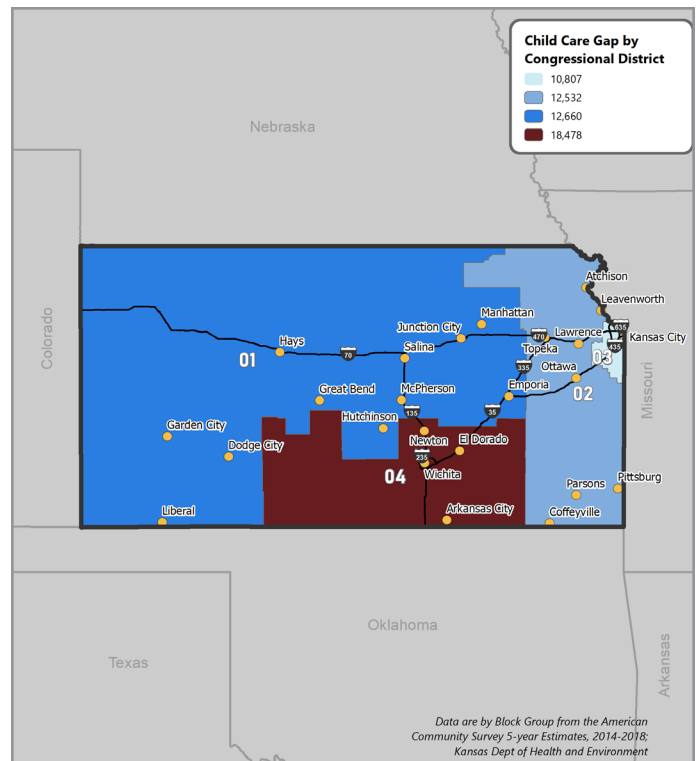 Child Care Gap by
Congressional District
10,807
12,532
12,660
18,478
Nebraska
Colorado
Missouri
Atchison
Leavenworth
635
Kansas City
435
Manhattan
Junction City
470
Lawrence
Topeka
03
Hays
01
70
Salina
335
Ottawa
Emporia
02
Great Bend
McPherson
135
35
Hutchinson
Garden City
Dodge City
Newton
El Dorado
235
04
Wichita
Pittsburg
Parsons
Liberal
Arkansas City
Coffeyville
Oklahoma
Texas
Arkansas
Data are by Block Group from the American
Community Survey 5-year Estimates, 2014-2018;
Kansas Dept of Health and Environment